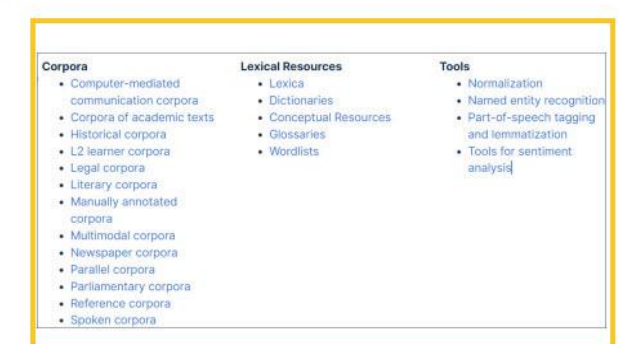 Corpora
• Computer-mediated
communication corpora
• Corpora of academic texts
• Historical corpora
• L2 learner corpora
• Legal corpora
• Literary corpora
• Manually annotated
corpora
• Multimodal corpora
• Newspaper corpora
• Parallel corpora
• Parliamentary corpora
• Reference corpora
• Spoken corpora
Lexical Resources
• Lexica
• Dictionaries
• Conceptual Resources
• Glossaries
• Wordlists
Tools
• Normalization
• Named entity recognition
• Part-of-speech tagging
and lemmatization
• Tools for sentiment
analysis